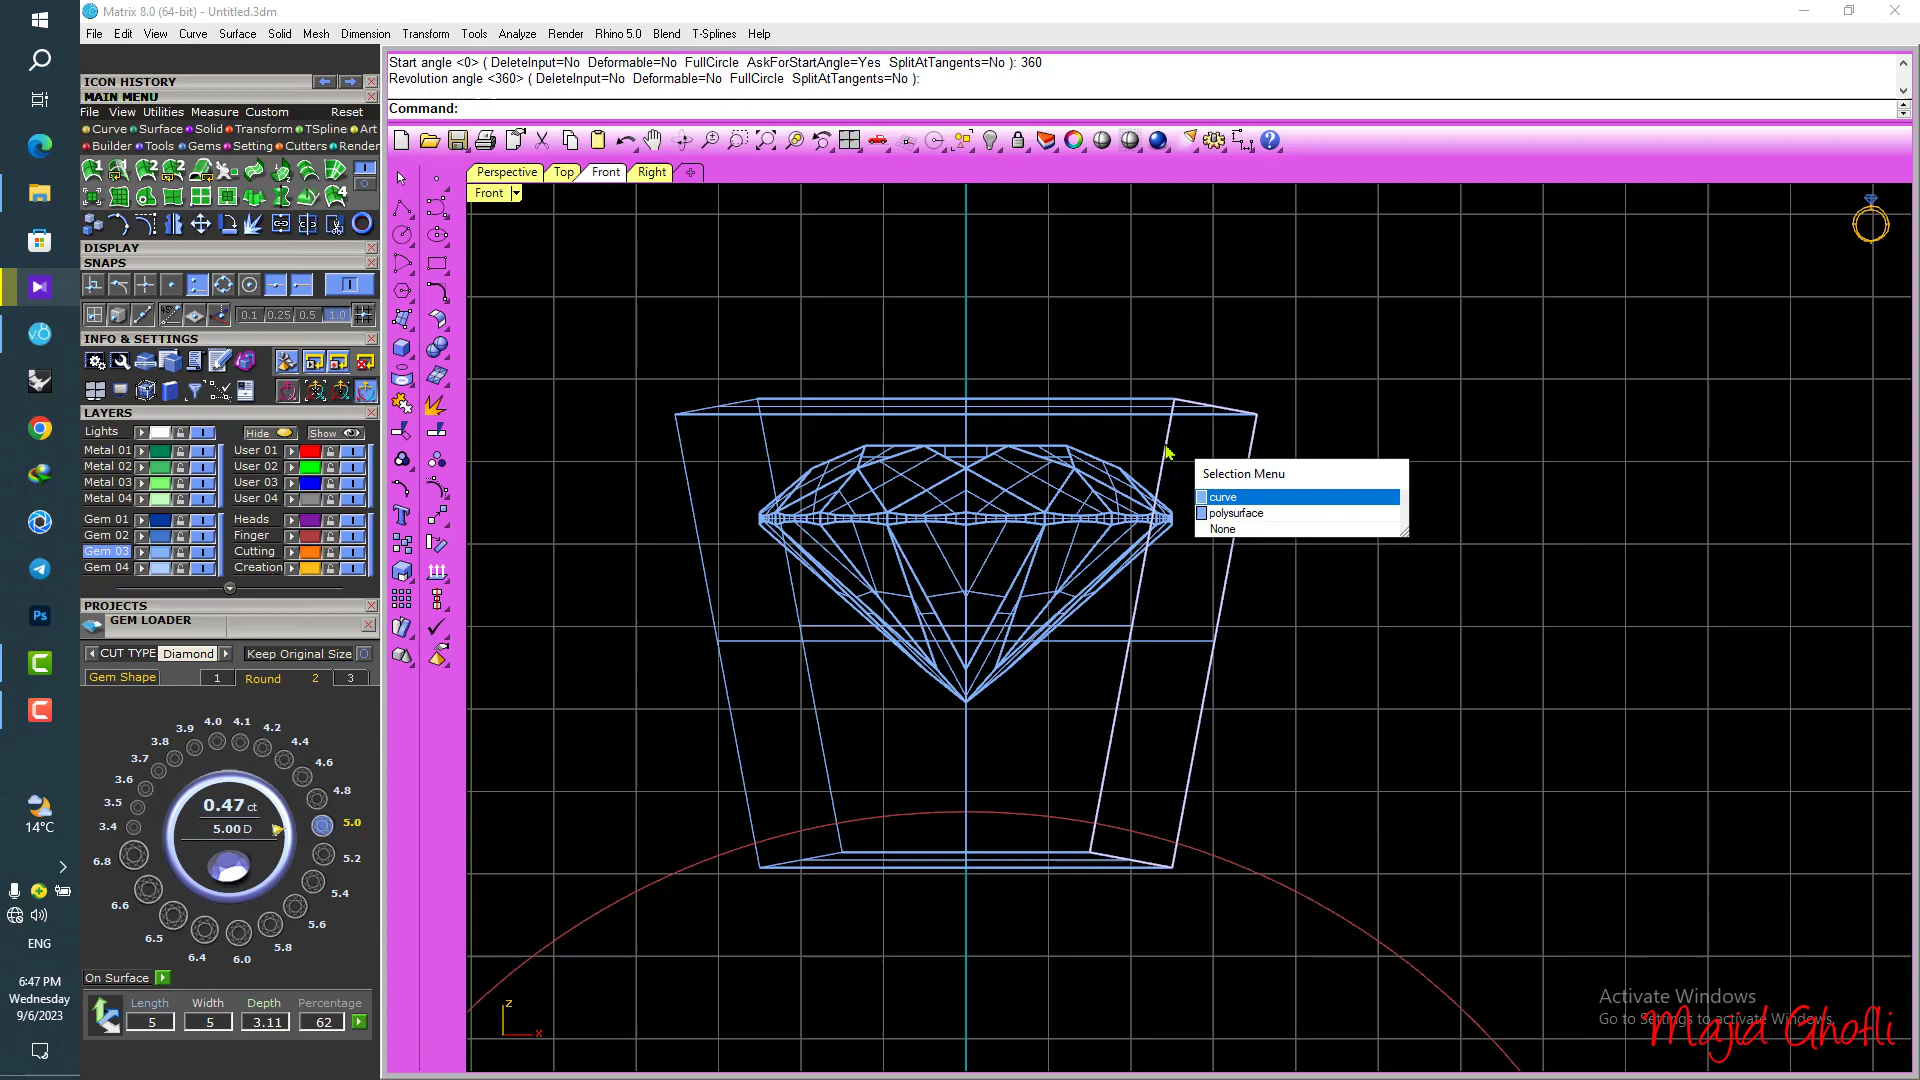 Matrix 8.0 (64-bit) - Untitled.3dm
File Edit View Curve Surface Solid Mesh Dimension Transform Tools Analyze Render Rhino 5.0 Blend T-Splines Help
Start angle <0> ( DeleteInput=No Deformable=No FullCircle AskForStartAngle=Yes SplitAtTangents=No ): 360
Revolution angle <360> ( DeleteInput=No Deformable=No FullCircle SplitAtTangents=No ):
Command:
ICON HISTORY
MAIN MENU
File View Utilities Measure Custom Reset
Curve Surface Solid Transform TSpline Art
Builder Tools Gems Setting Cutters Render
Perspective Top Front Right
Front
DISPLAY
SNAPS
0.1 0.25 0.5 1.0
INFO & SETTINGS
LAYERS
Lights Hide Show
Metal 01 User 01
Metal 02 User 02
Metal 03 User 03
Metal 04 User 04
Gem 01 Heads
Gem 02 Finger
Gem 03 Cutting
Gem 04 Creation
PROJECTS
GEM LOADER
CUT TYPE Diamond Keep Original Size
Gem Shape 1 Round 2 3
3.4 3.5 3.6 3.7 3.8 3.9 4.0 4.1 4.2 4.4 4.6 4.8 5.0 5.2 5.4 5.6 5.8 6.0 6.4 6.5 6.6 6.8
0.47 ct
5.00 D
On Surface
Length Width Depth Percentage
5 5 3.11 62
Selection Menu
curve
polysurface
None
z
x
14°C
ENG
6:47 PM
Wednesday
9/6/2023
Ps
Activate Windows
Go to Settings to activate Windows.
Majid Ghofli